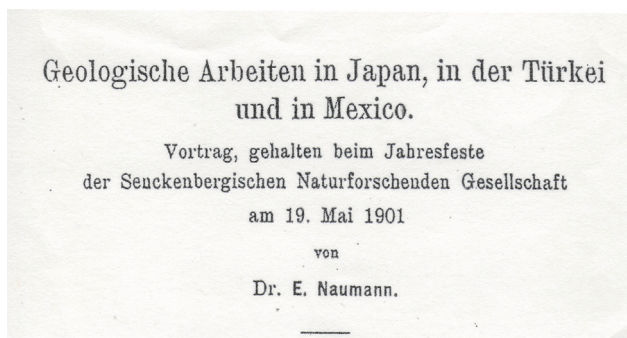 Geologische Arbeiten in Japan, in der Türkei
und in Mexico.
Vortrag, gehalten beim Jahresfeste
der Senckenbergischen Naturforschenden Gesellschaft
am 19. Mai 1901
von
Dr. E. Naumann.